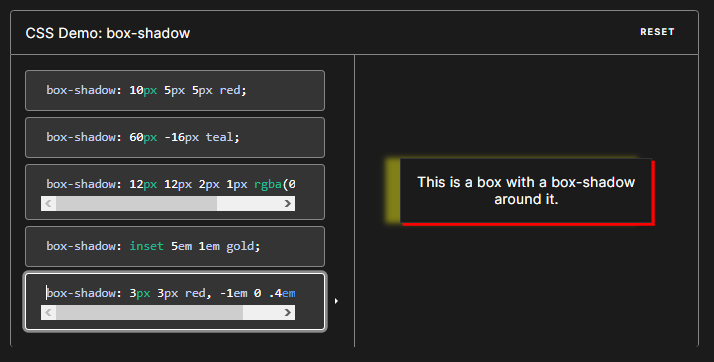 CSS Demo: box-shadow
RESET
box-shadow: 10px 5px 5px red;
box-shadow: 60px -16px teal;
box-shadow: 12px 12px 2px 1px rgba(0
box-shadow: inset 5em 1em gold;
box-shadow: 3px 3px red, -1em 0 .4em
This is a box with a box-shadow
around it.